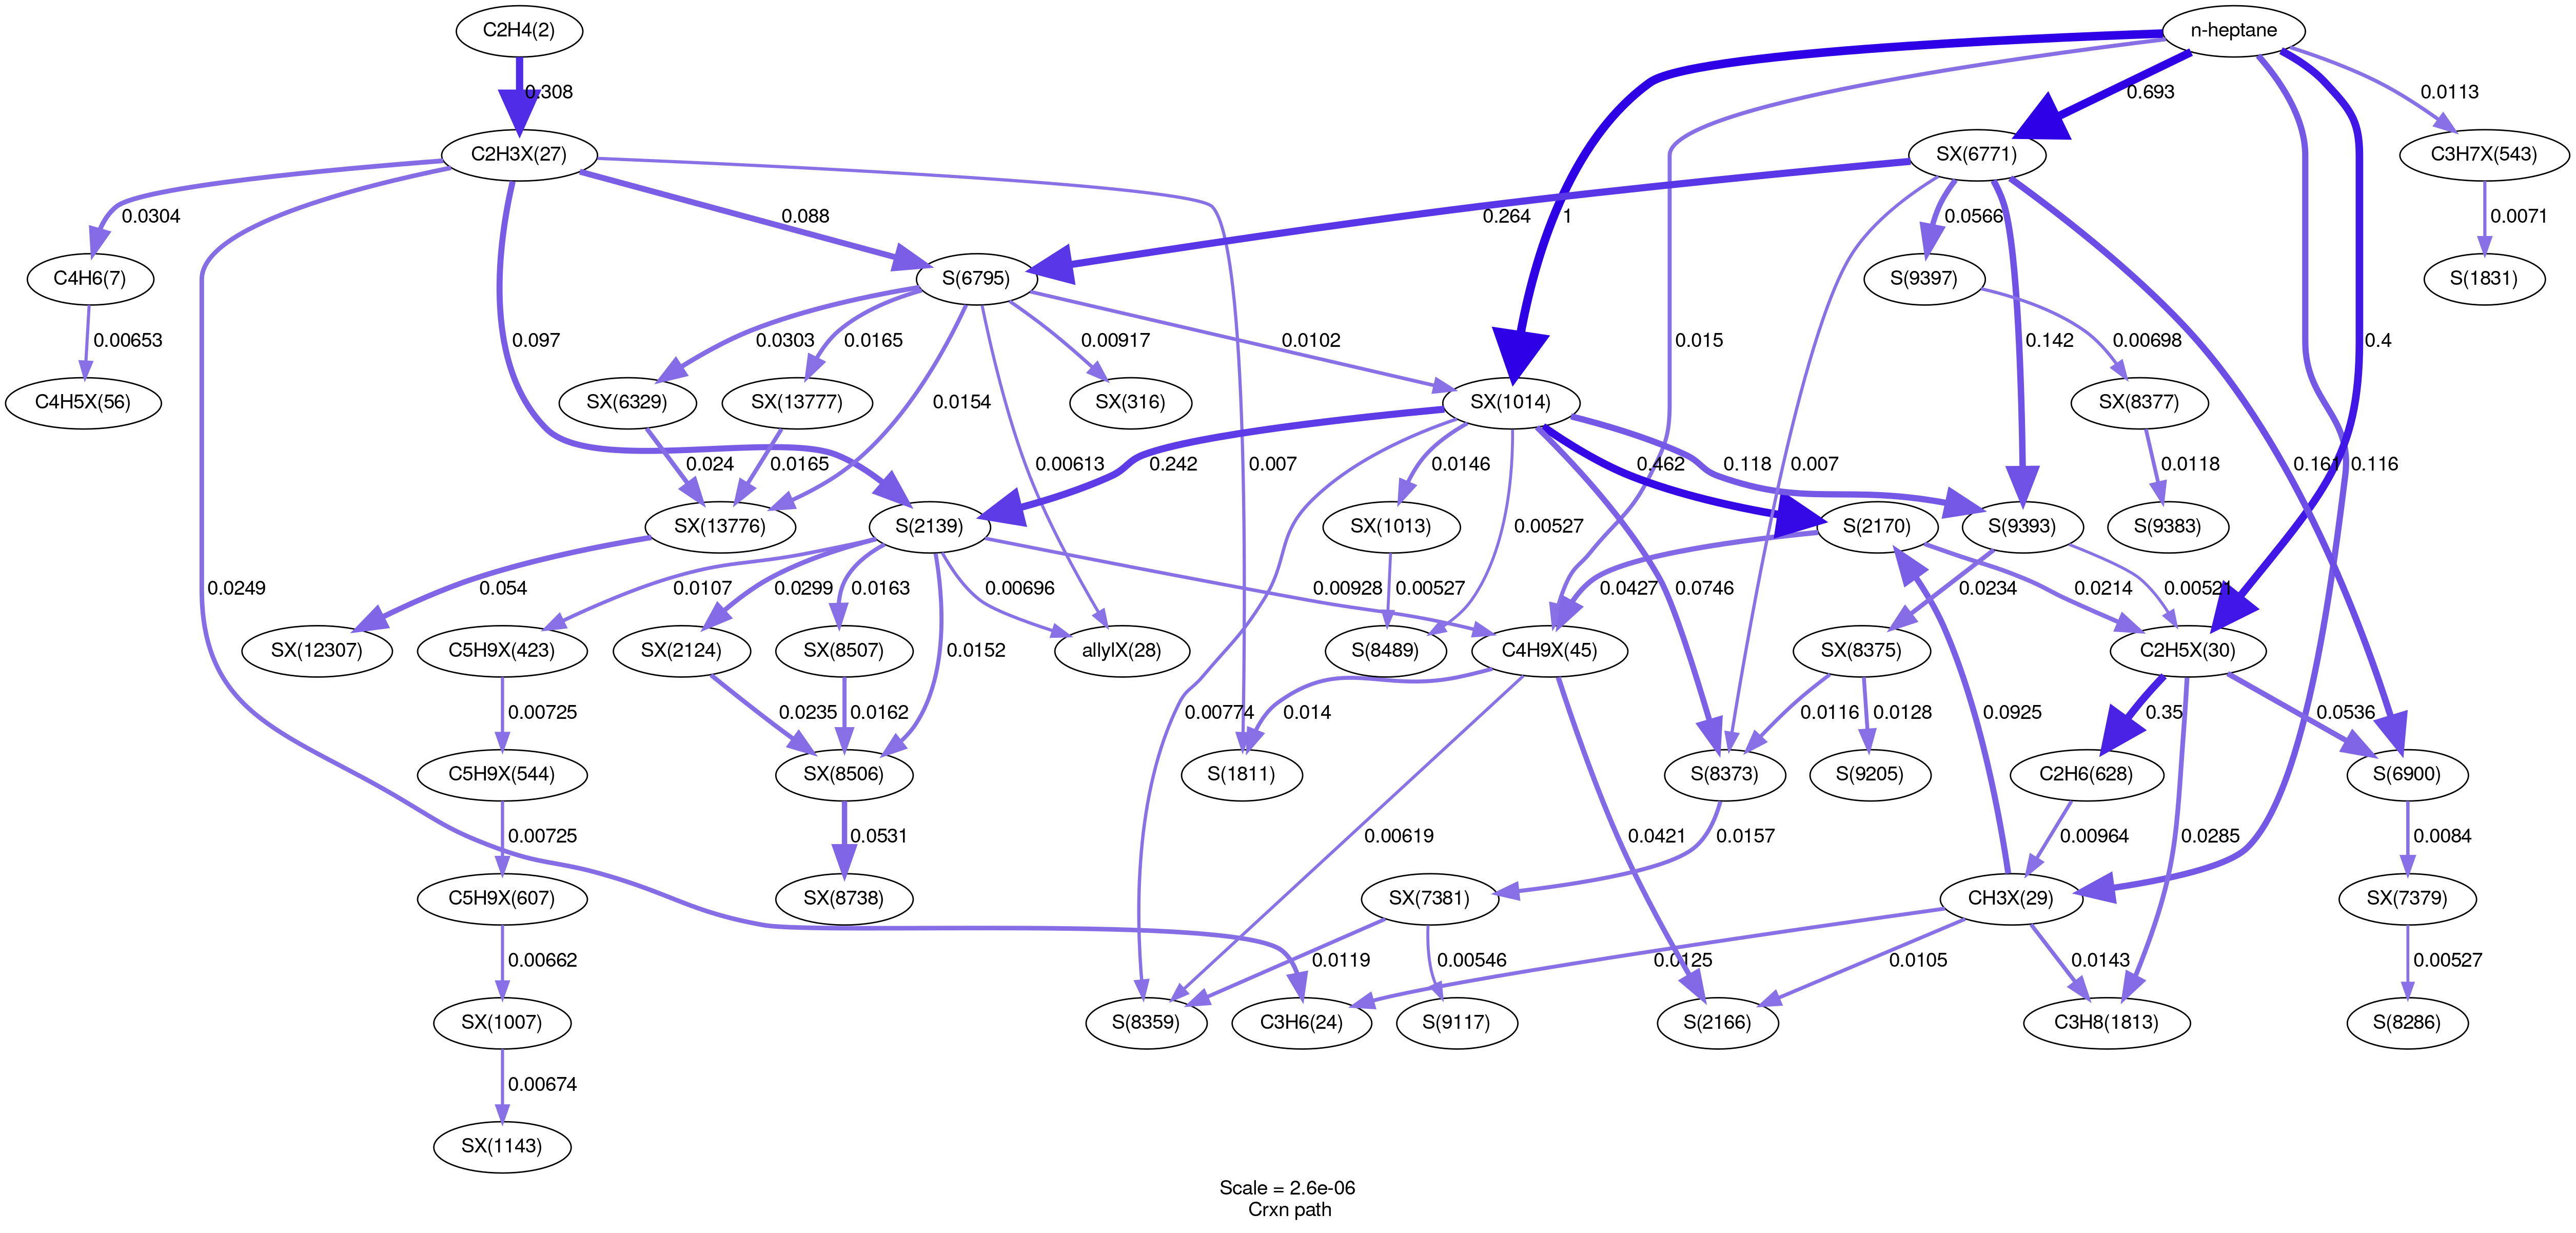 C2H4(2)
n-heptane
0.308
0.693
0.0113
C2H3X(27)
SX(6771)
C3H7X(543)
0.0304
0.088
0.264
1
0.0566
0.0071
C4H6(7)
S(6795)
S(9397)
S(1831)
0.00653
0.097
0.0303
0.0165
0.0154
0.00917
0.0102
0.015
0.142
0.00698
0.4
C4H5X(56)
SX(6329)
SX(13777)
SX(316)
SX(1014)
SX(8377)
0.024
0.0165
0.00613
0.007
0.242
0.0146
0.00527
0.462
0.118
0.007
0.0118
0.161
0.116
SX(13776)
S(2139)
SX(1013)
S(2170)
S(9393)
S(9383)
0.0249
0.054
0.0107
0.0299
0.0163
0.0152
0.00696
0.00928
0.00527
0.0427
0.0746
0.0214
0.0234
0.00521
SX(12307)
C5H9X(423)
SX(2124)
SX(8507)
allylX(28)
S(8489)
C4H9X(45)
SX(8375)
C2H5X(30)
0.00725
0.0235
0.0162
0.00774
0.014
0.0116
0.0128
0.0925
0.35
0.0536
C5H9X(544)
SX(8506)
S(1811)
S(8373)
S(9205)
C2H6(628)
S(6900)
0.00725
0.0531
0.00619
0.0421
0.0157
0.00964
0.0285
0.0084
C5H9X(607)
SX(8738)
SX(7381)
CH3X(29)
SX(7379)
0.00662
0.0119
0.00546
0.0125
0.0105
0.0143
0.00527
SX(1007)
S(8359)
C3H6(24)
S(9117)
S(2166)
C3H8(1813)
S(8286)
0.00674
SX(1143)
Scale = 2.6e-06
Crxn path